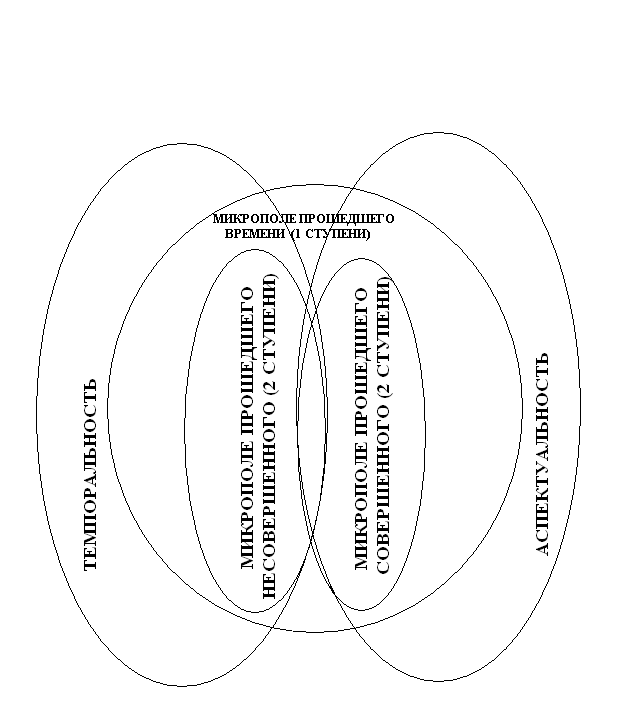 МИКРОПОЛЕ ПРОШЕДШЕГО
ВРЕМЕНИ (1 СТУПЕНИ)
ТЕМПОРАЛЬНОСТЬ
МИКРОПОЛЕ ПРОШЕДШЕГО
НЕСОВЕРШЕННОГО (2 СТУПЕНИ)
МИКРОПОЛЕ ПРОШЕДШЕГО
СОВЕРШЕННОГО (2 СТУПЕНИ)
АСПЕКТУАЛЬНОСТЬ